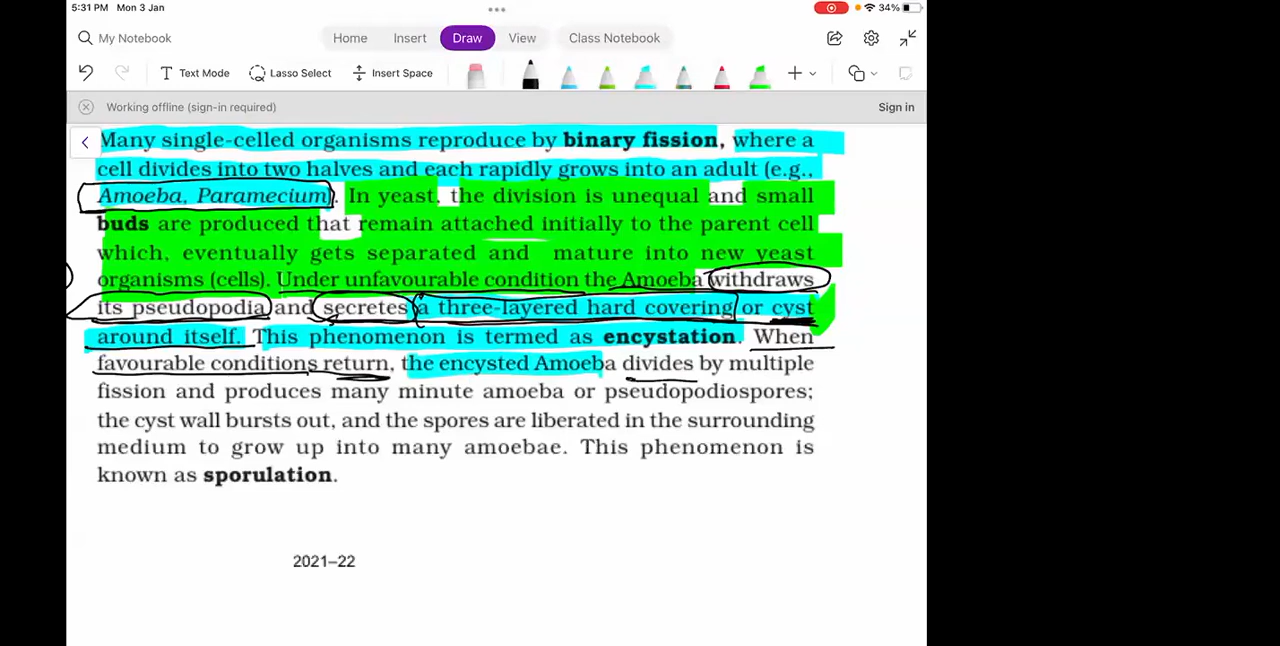 5:31 PM Mon 3 Jan
34%
My Notebook
Home Insert Draw View Class Notebook
Text Mode Lasso Select Insert Space
Working offline (sign-in required) Sign in
Many single-celled organisms reproduce by binary fission, where a
cell divides into two halves and each rapidly grows into an adult (e.g.,
Amoeba, Paramecium). In yeast, the division is unequal and small
buds are produced that remain attached initially to the parent cell
which, eventually gets separated and mature into new yeast
organisms (cells). Under unfavourable condition the Amoeba withdraws
its pseudopodia and secretes a three-layered hard covering or cyst
around itself. This phenomenon is termed as encystation. When
favourable conditions return, the encysted Amoeba divides by multiple
fission and produces many minute amoeba or pseudopodiospores;
the cyst wall bursts out, and the spores are liberated in the surrounding
medium to grow up into many amoebae. This phenomenon is
known as sporulation.
2021–22